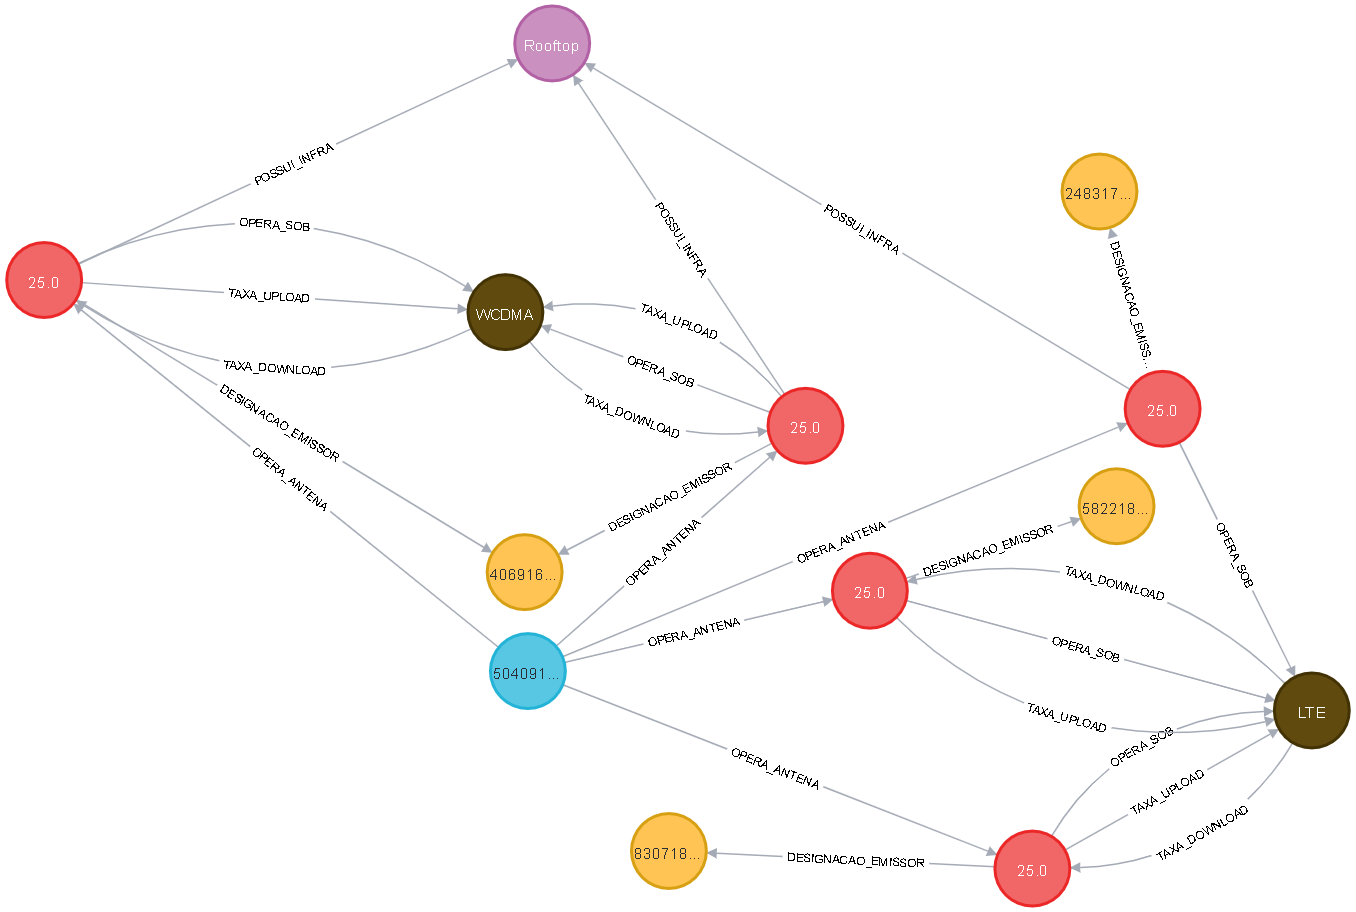 Rooftop
POSSUI_INFRA
248317...
POSSUI_INFRA
POSSUI_INFRA
OPERA_SOB
25.0
TAXA_UPLOAD
WCDMA
TAXA_UPLOAD
DESIGNACAO_EMISS...
TAXA_DOWNLOAD
OPERA_SOB
TAXA_DOWNLOAD
25.0
25.0
DESIGNACAO_EMISSOR
OPERA_ANTENA
DESIGNACAO_EMISSOR
582218...
OPERA_ANTENA
OPERA_ANTENA
DESIGNACAO_EMISSOR
OPERA_SOB
406916...
25.0
TAXA_DOWNLOAD
OPERA_ANTENA
OPERA_SOB
504091...
TAXA_UPLOAD
LTE
OPERA_SOB
OPERA_ANTENA
TAXA_UPLOAD
TAXA_DOWNLOAD
830718...
DESIGNACAO_EMISSOR
25.0